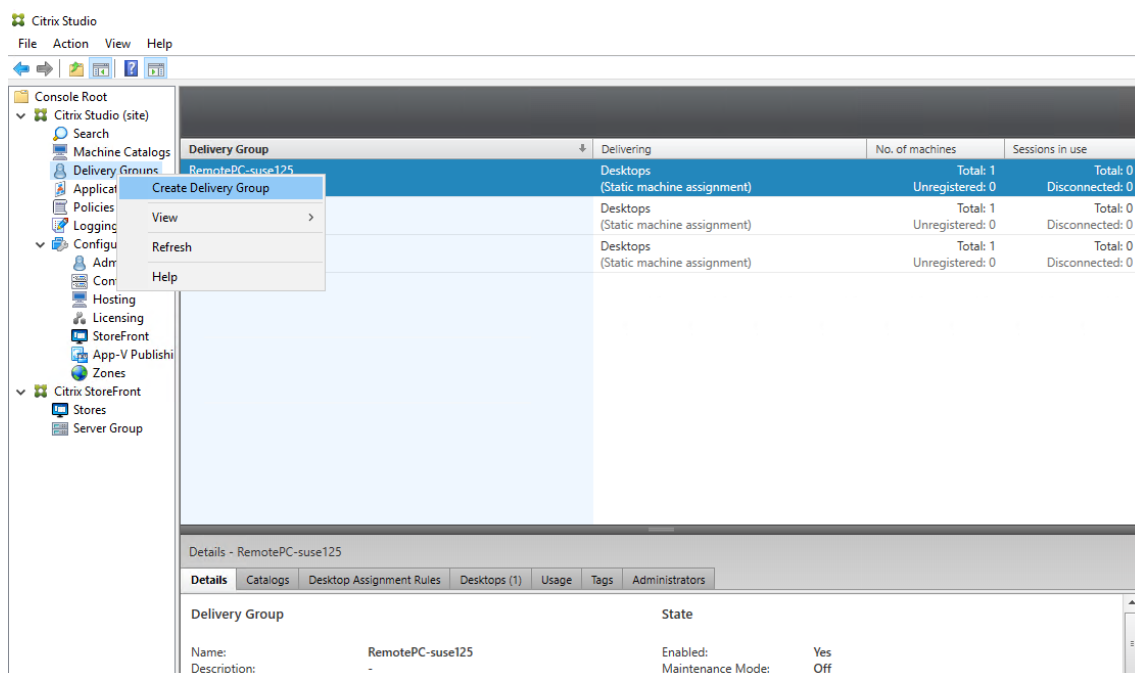 Citrix Studio
File Action View Help
Console Root
Citrix Studio (site)
Search
Machine Catalogs
Delivery Groups
Applicat
Policies
Logging
Configu
Adm
Con
Hosting
Licensing
StoreFront
App-V Publishi
Zones
Citrix StoreFront
Stores
Server Group
Create Delivery Group
View
Refresh
Help
Delivery Group Delivering No. of machines Sessions in use
RemotePC-suse125 Desktops Total: 1 Total: 0
(Static machine assignment) Unregistered: 0 Disconnected: 0
Desktops Total: 1 Total: 0
(Static machine assignment) Unregistered: 0 Disconnected: 0
Desktops Total: 1 Total: 0
(Static machine assignment) Unregistered: 0 Disconnected: 0
Details - RemotePC-suse125
Details Catalogs Desktop Assignment Rules Desktops (1) Usage Tags Administrators
Delivery Group State
Name: RemotePC-suse125 Enabled: Yes
Description: - Maintenance Mode: Off